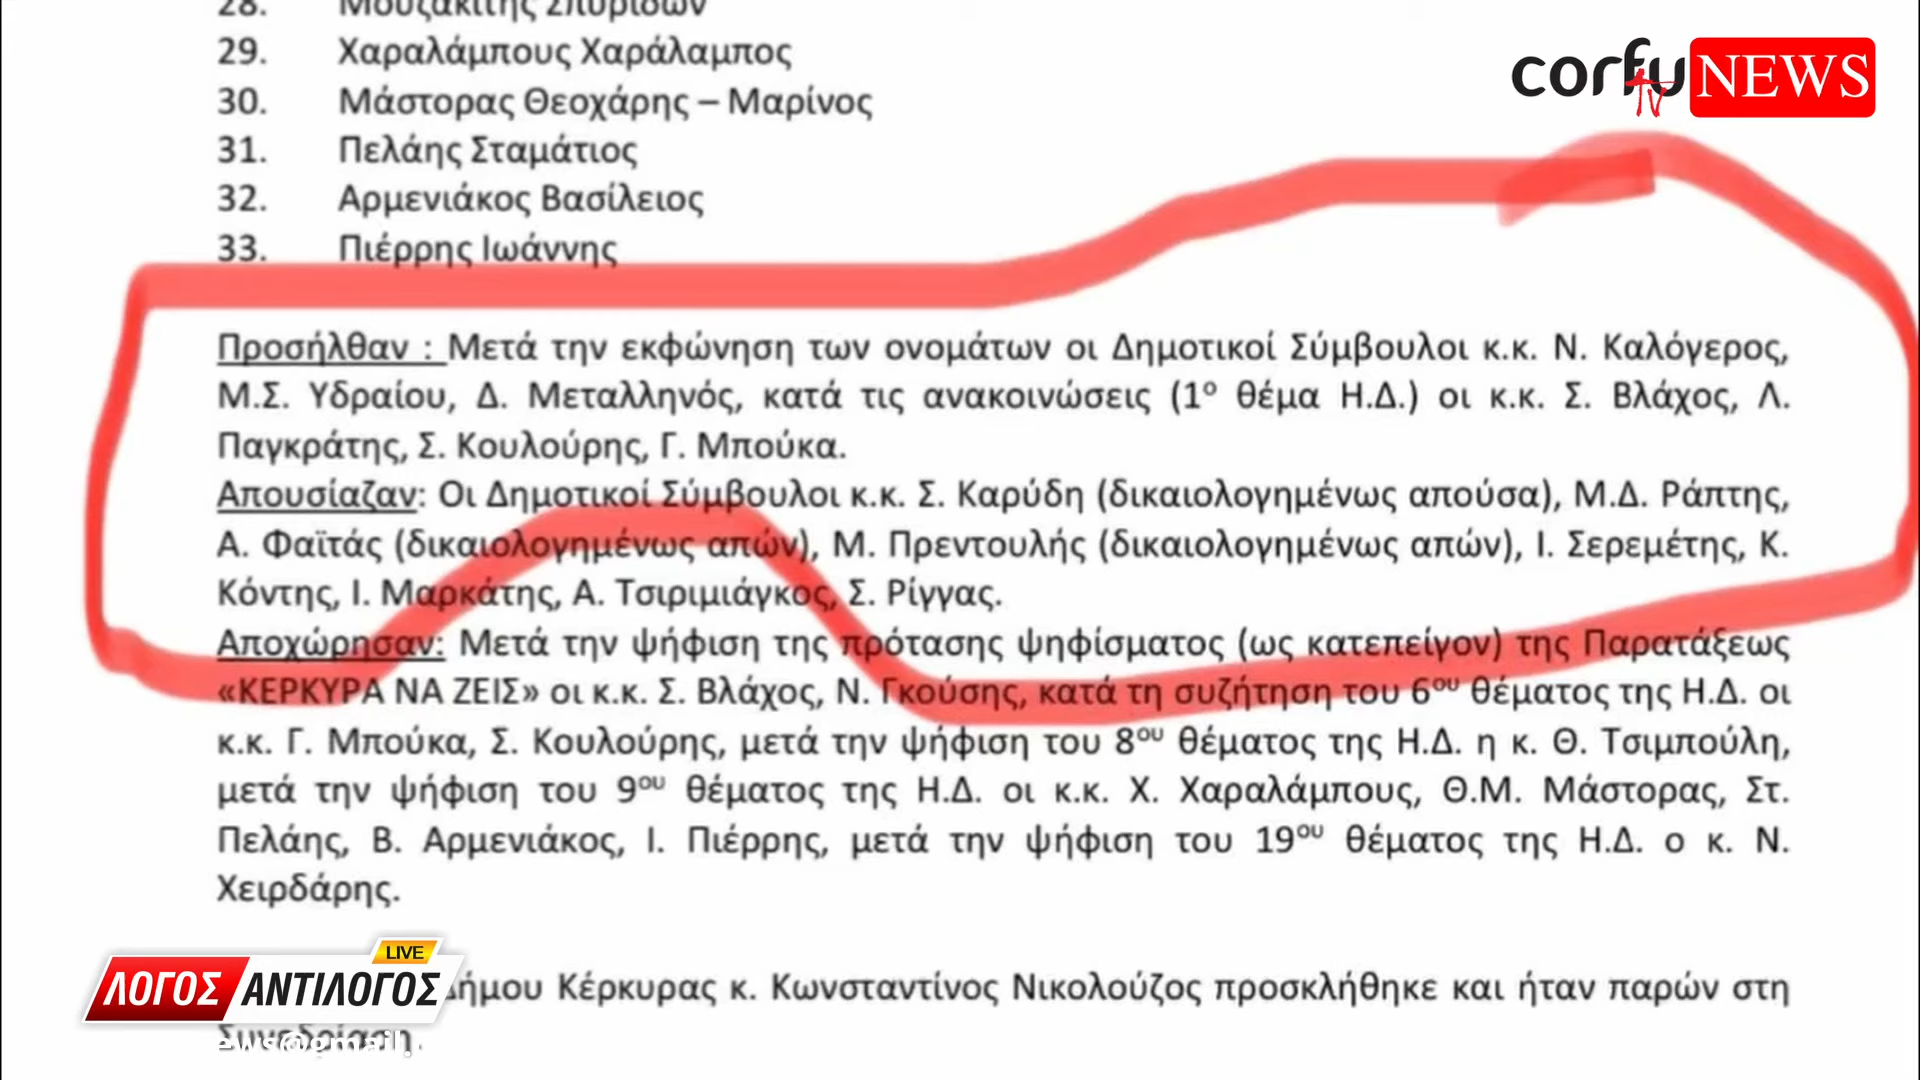 28. Μουζακίτης Σπυρίδων
29. Χαραλάμπους Χαράλαμπος
30. Μάστορας Θεοχάρης – Μαρίνος
31. Πελάης Σταμάτιος
32. Αρμενιάκος Βασίλειος
33. Πιέρρης Ιωάννης
corfu TV NEWS
Προσήλθαν : Μετά την εκφώνηση των ονομάτων οι Δημοτικοί Σύμβουλοι κ.κ. Ν. Καλόγερος,
Μ.Σ. Υδραίου, Δ. Μεταλληνός, κατά τις ανακοινώσεις (1ο θέμα Η.Δ.) οι κ.κ. Σ. Βλάχος, Λ.
Παγκράτης, Σ. Κουλούρης, Γ. Μπούκα.
Απουσίαζαν: Οι Δημοτικοί Σύμβουλοι κ.κ. Σ. Καρύδη (δικαιολογημένως απούσα), Μ.Δ. Ράπτης,
Α. Φαϊτάς (δικαιολογημένως απών), Μ. Πρεντουλής (δικαιολογημένως απών), Ι. Σερεμέτης, Κ.
Κόντης, Ι. Μαρκάτης, Α. Τσιριμιάγκος, Σ. Ρίγγας.
Αποχώρησαν: Μετά την ψήφιση της πρότασης ψηφίσματος (ως κατεπείγον) της Παρατάξεως
«ΚΕΡΚΥΡΑ ΝΑ ΖΕΙΣ» οι κ.κ. Σ. Βλάχος, Ν. Γκούσης, κατά τη συζήτηση του 6ου θέματος της Η.Δ. οι
κ.κ. Γ. Μπούκα, Σ. Κουλούρης, μετά την ψήφιση του 8ου θέματος της Η.Δ. η κ. Θ. Τσιμπούλη,
μετά την ψήφιση του 9ου θέματος της Η.Δ. οι κ.κ. Χ. Χαραλάμπους, Θ.Μ. Μάστορας, Στ.
Πελάης, Β. Αρμενιάκος, Ι. Πιέρρης, μετά την ψήφιση του 19ου θέματος της Η.Δ. ο κ. Ν.
Χειρδάρης.
LIVE
ΛΟΓΟΣ ΑΝΤΙΛΟΓΟΣ
Δήμου Κέρκυρας κ. Κωνσταντίνος Νικολούζος προσκλήθηκε και ήταν παρών στη
Συνεδρίαση
ews@gmail.